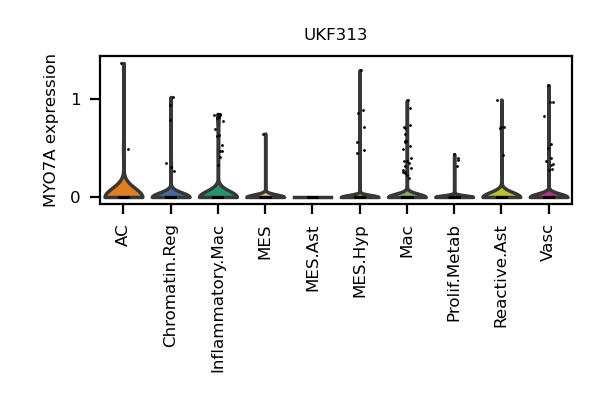 UKF313
MYO7A expression
1
0
AC
Chromatin.Reg
Inflammatory.Mac
MES
MES.Ast
MES.Hyp
Mac
Prolif.Metab
Reactive.Ast
Vasc